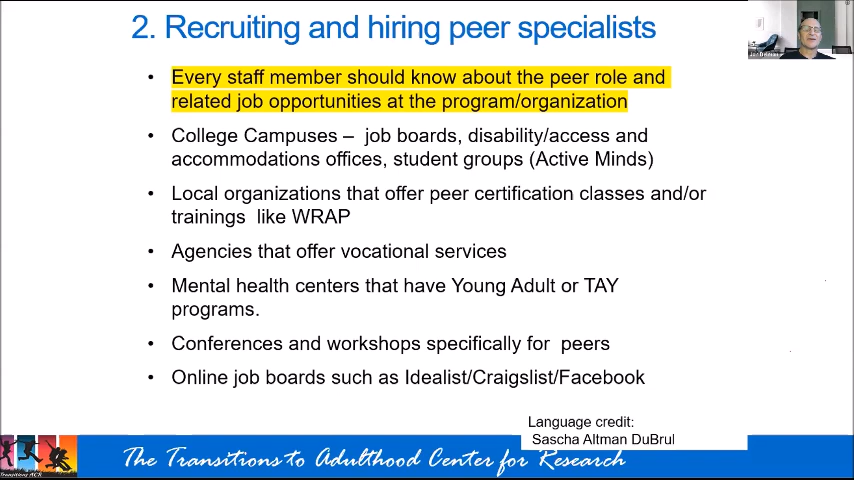 2. Recruiting and hiring peer specialists
• Every staff member should know about the peer role and
related job opportunities at the program/organization
• College Campuses – job boards, disability/access and
accommodations offices, student groups (Active Minds)
• Local organizations that offer peer certification classes and/or
trainings like WRAP
• Agencies that offer vocational services
• Mental health centers that have Young Adult or TAY
programs.
• Conferences and workshops specifically for peers
• Online job boards such as Idealist/Craigslist/Facebook
Language credit:
Sascha Altman DuBrul
The Transitions to Adulthood Center for Research
Transitions ACR